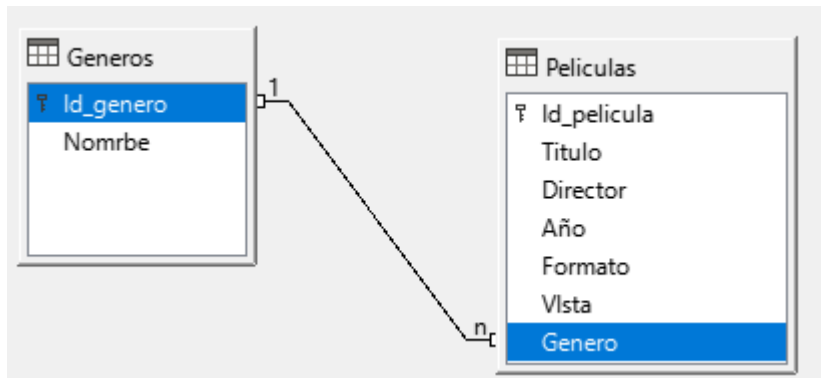 Generos
Id_genero
Nomrbe
1
n
Peliculas
Id_pelicula
Titulo
Director
Año
Formato
VIsta
Genero